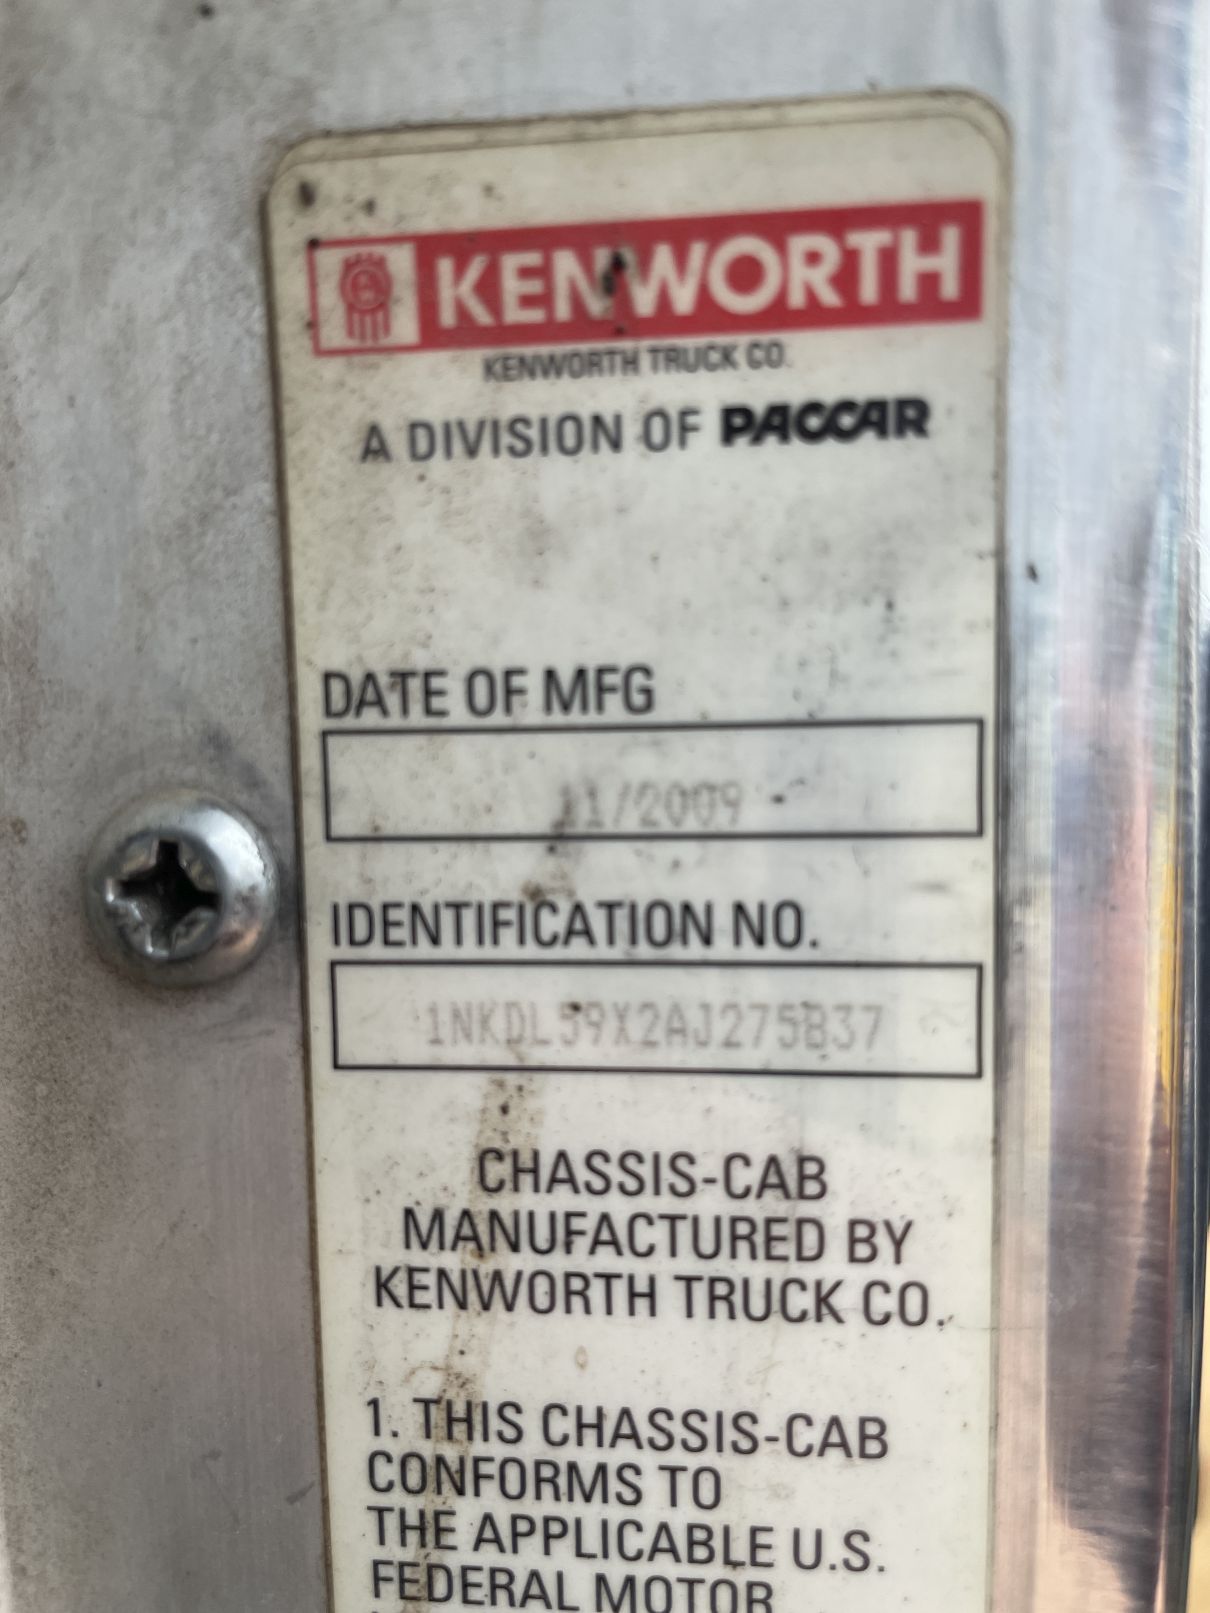 KENWORTH
KENWORTH TRUCK CO.
A DIVISION OF PACCAR
DATE OF MFG
11/2009
IDENTIFICATION NO.
1NKDL59X2AJ275837
CHASSIS-CAB
MANUFACTURED BY
KENWORTH TRUCK CO.
1. THIS CHASSIS-CAB
CONFORMS TO
THE APPLICABLE U.S.
FEDERAL MOTOR